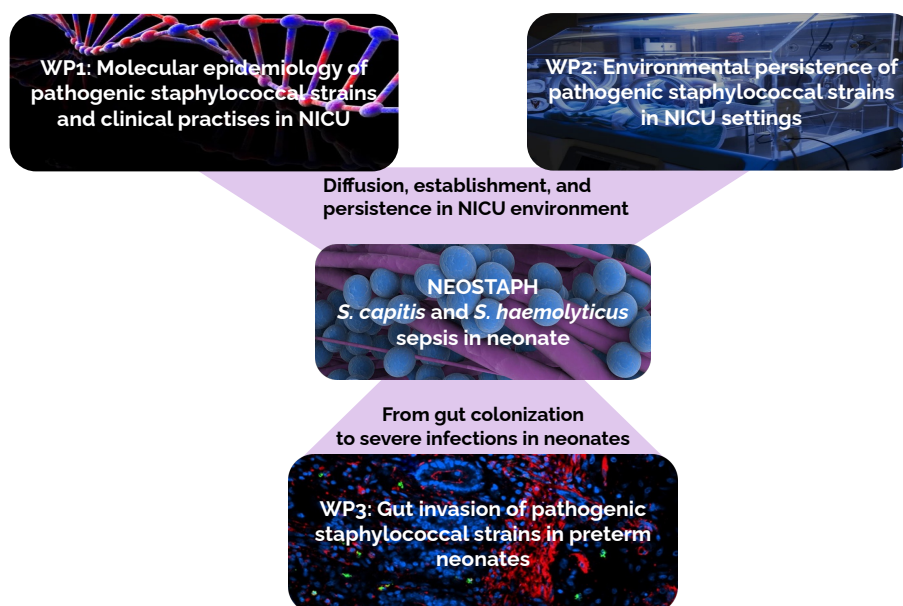 WP1: Molecular epidemiology of
pathogenic staphylococcal strains
and clinical practises in NICU
WP2: Environmental persistence of
pathogenic staphylococcal strains
in NICU settings
Diffusion, establishment, and
persistence in NICU environment
NEOSTAPH
S. capitis and S. haemolyticus
sepsis in neonate
From gut colonization
to severe infections in neonates
WP3: Gut invasion of pathogenic
staphylococcal strains in preterm
neonates